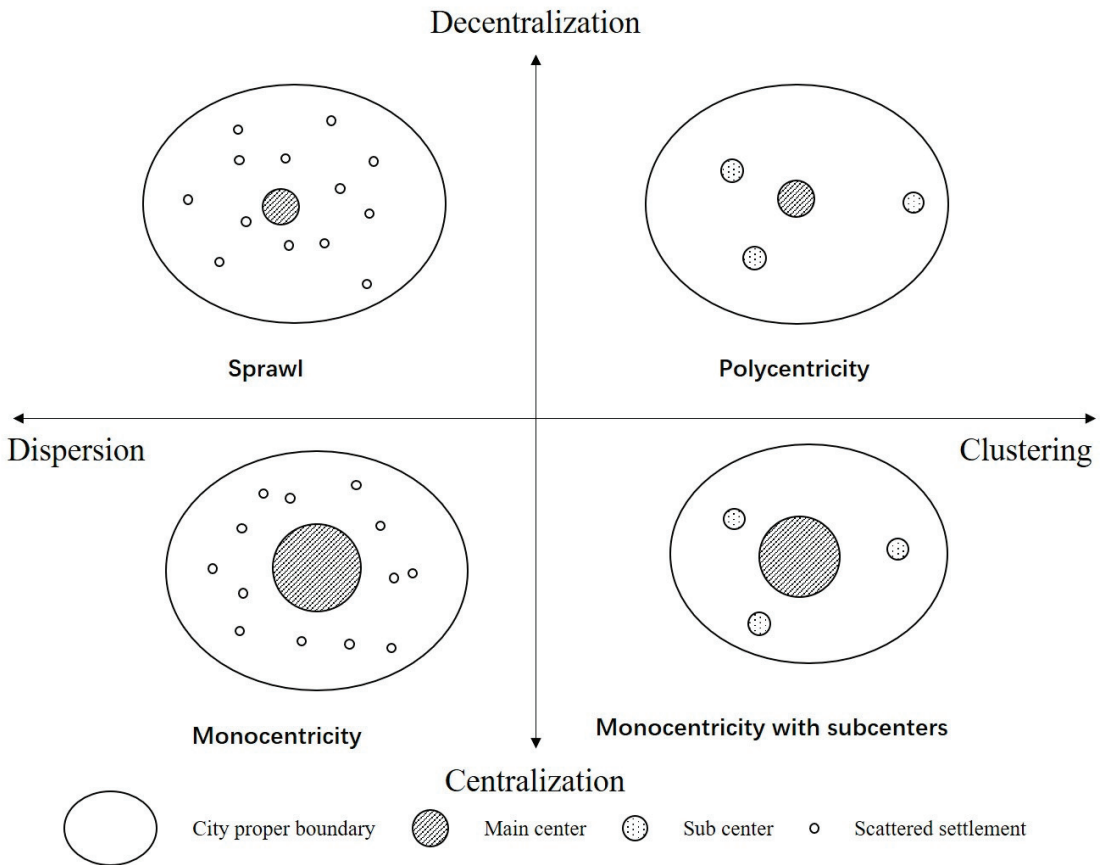 Decentralization
Sprawl
Polycentricity
Dispersion
Clustering
Monocentricity
Monocentricity with subcenters
Centralization
City proper boundary
Main center
Sub center
Scattered settlement